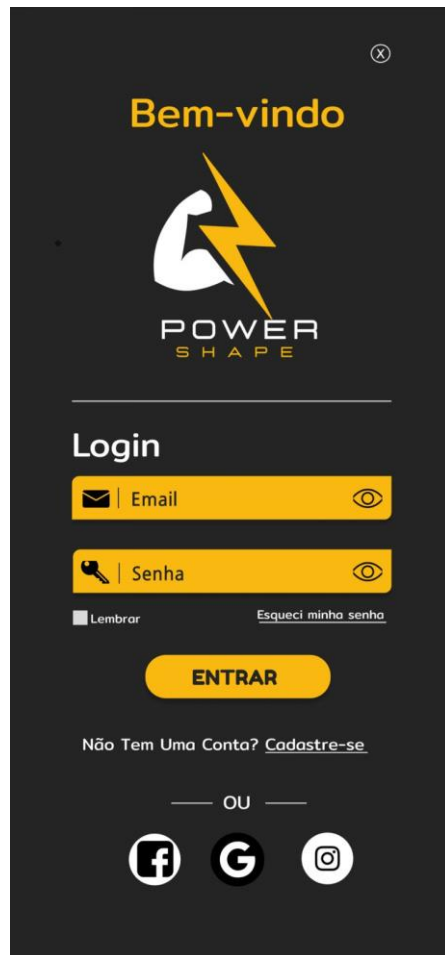 Bem-vindo
POWER
SHAPE
Login
Email
Senha
Lembrar Esqueci minha senha
ENTRAR
Não Tem Uma Conta? Cadastre-se
OU